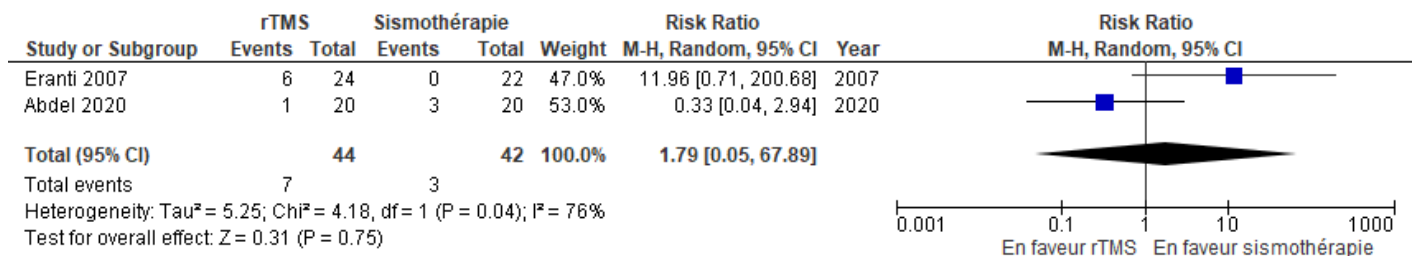 rTMS Sismothérapie Risk Ratio Risk Ratio
Study or Subgroup Events Total Events Total Weight M-H, Random, 95% CI Year M-H, Random, 95% CI
Eranti 2007 6 24 0 22 47.0% 11.96 [0.71, 200.68] 2007
Abdel 2020 1 20 3 20 53.0% 0.33 [0.04, 2.94] 2020
Total (95% CI) 44 42 100.0% 1.79 [0.05, 67.89]
Total events 7 3
Heterogeneity: Tau² = 5.25; Chi² = 4.18, df = 1 (P = 0.04); I² = 76%
Test for overall effect: Z = 0.31 (P = 0.75)
0.001 0.1 1 10 1000
En faveur rTMS En faveur sismothérapie